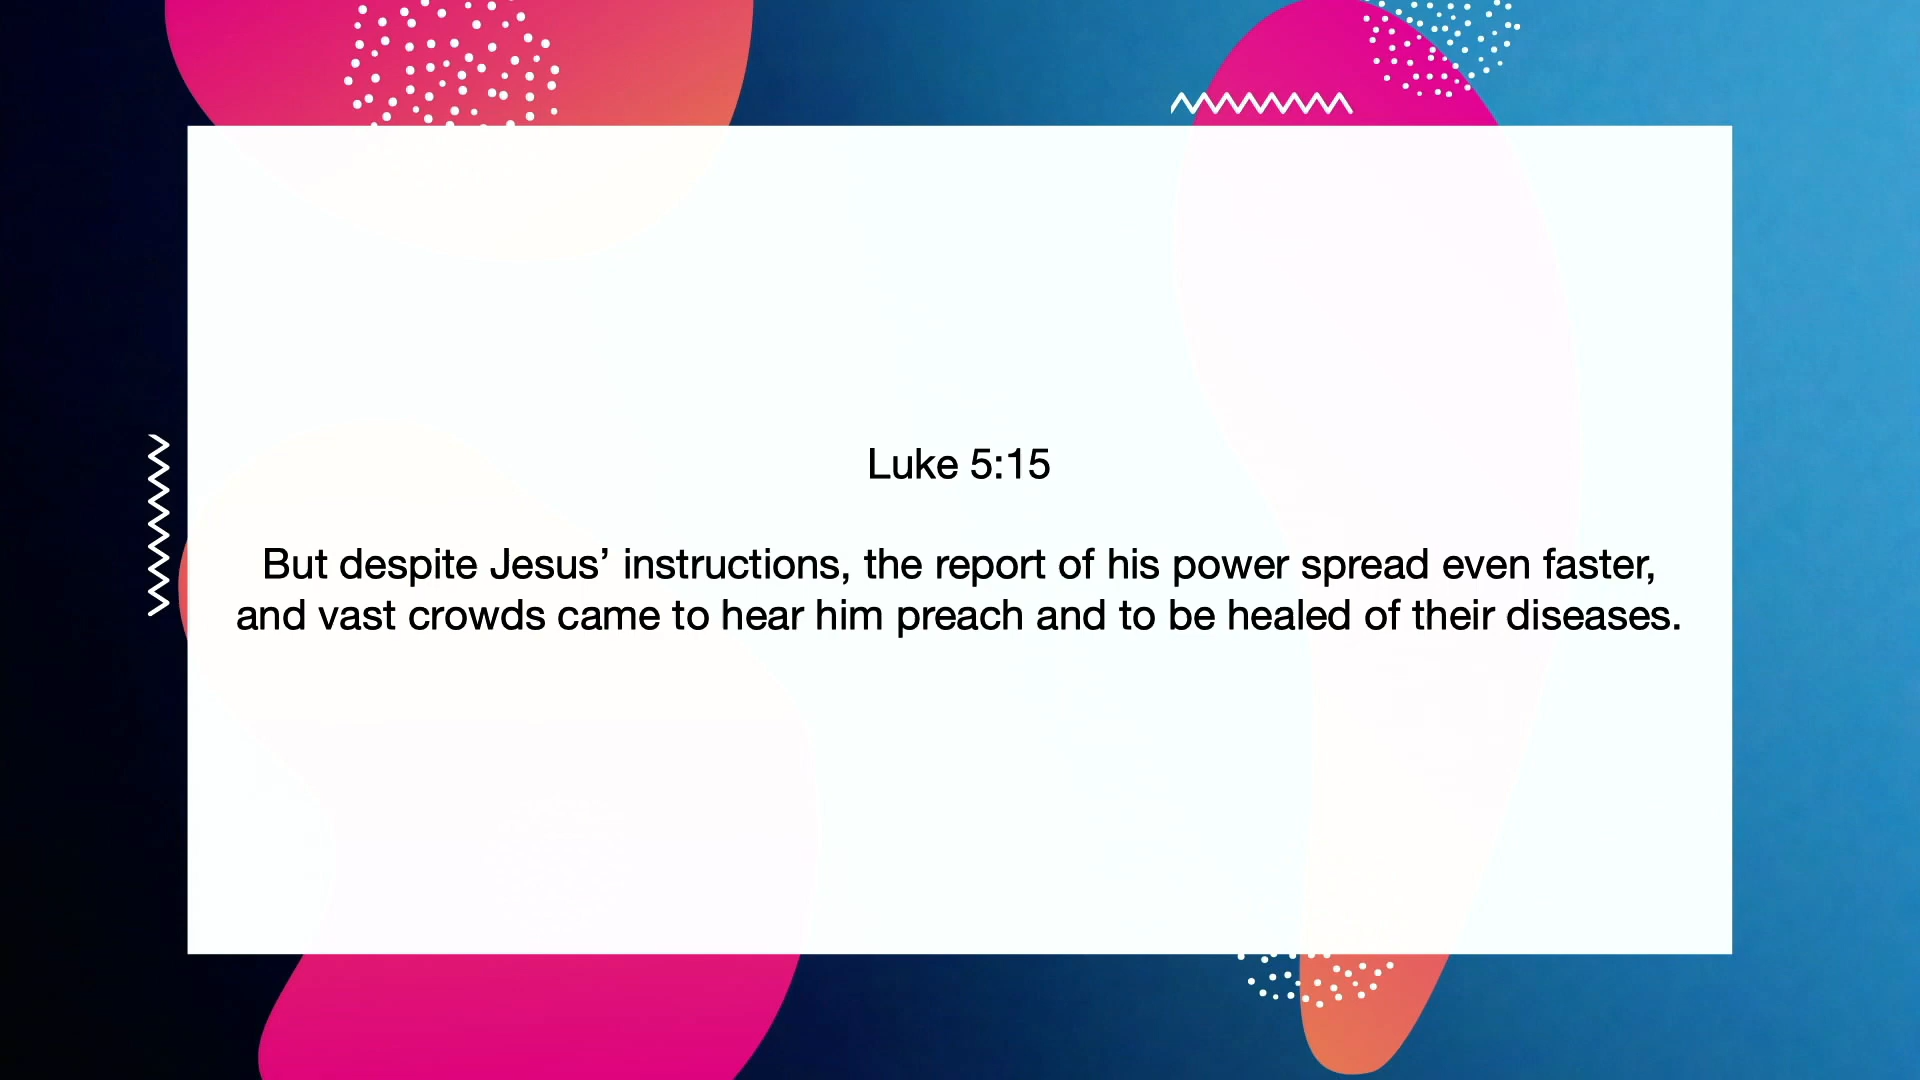 Luke 5:15
But despite Jesus’ instructions, the report of his power spread even faster,
and vast crowds came to hear him preach and to be healed of their diseases.